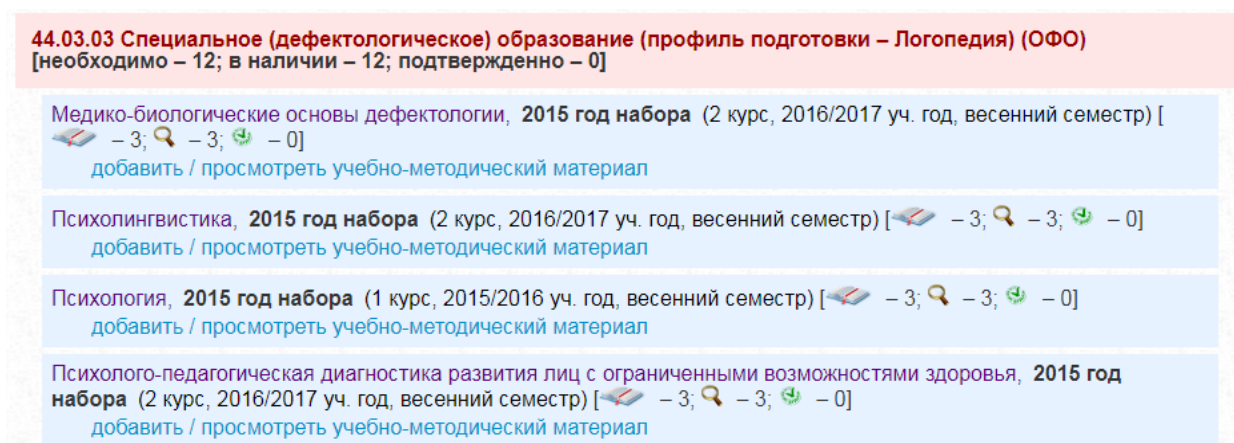 44.03.03 Специальное (дефектологическое) образование (профиль подготовки – Логопедия) (ОФО)
[необходимо – 12; в наличии – 12; подтвержденно – 0]
Медико-биологические основы дефектологии, 2015 год набора (2 курс, 2016/2017 уч. год, весенний семестр) [
– 3; – 3; – 0]
добавить / просмотреть учебно-методический материал
Психолингвистика, 2015 год набора (2 курс, 2016/2017 уч. год, весенний семестр) [ – 3; – 3; – 0]
добавить / просмотреть учебно-методический материал
Психология, 2015 год набора (1 курс, 2015/2016 уч. год, весенний семестр) [ – 3; – 3; – 0]
добавить / просмотреть учебно-методический материал
Психолого-педагогическая диагностика развития лиц с ограниченными возможностями здоровья, 2015 год
набора (2 курс, 2016/2017 уч. год, весенний семестр) [ – 3; – 3; – 0]
добавить / просмотреть учебно-методический материал